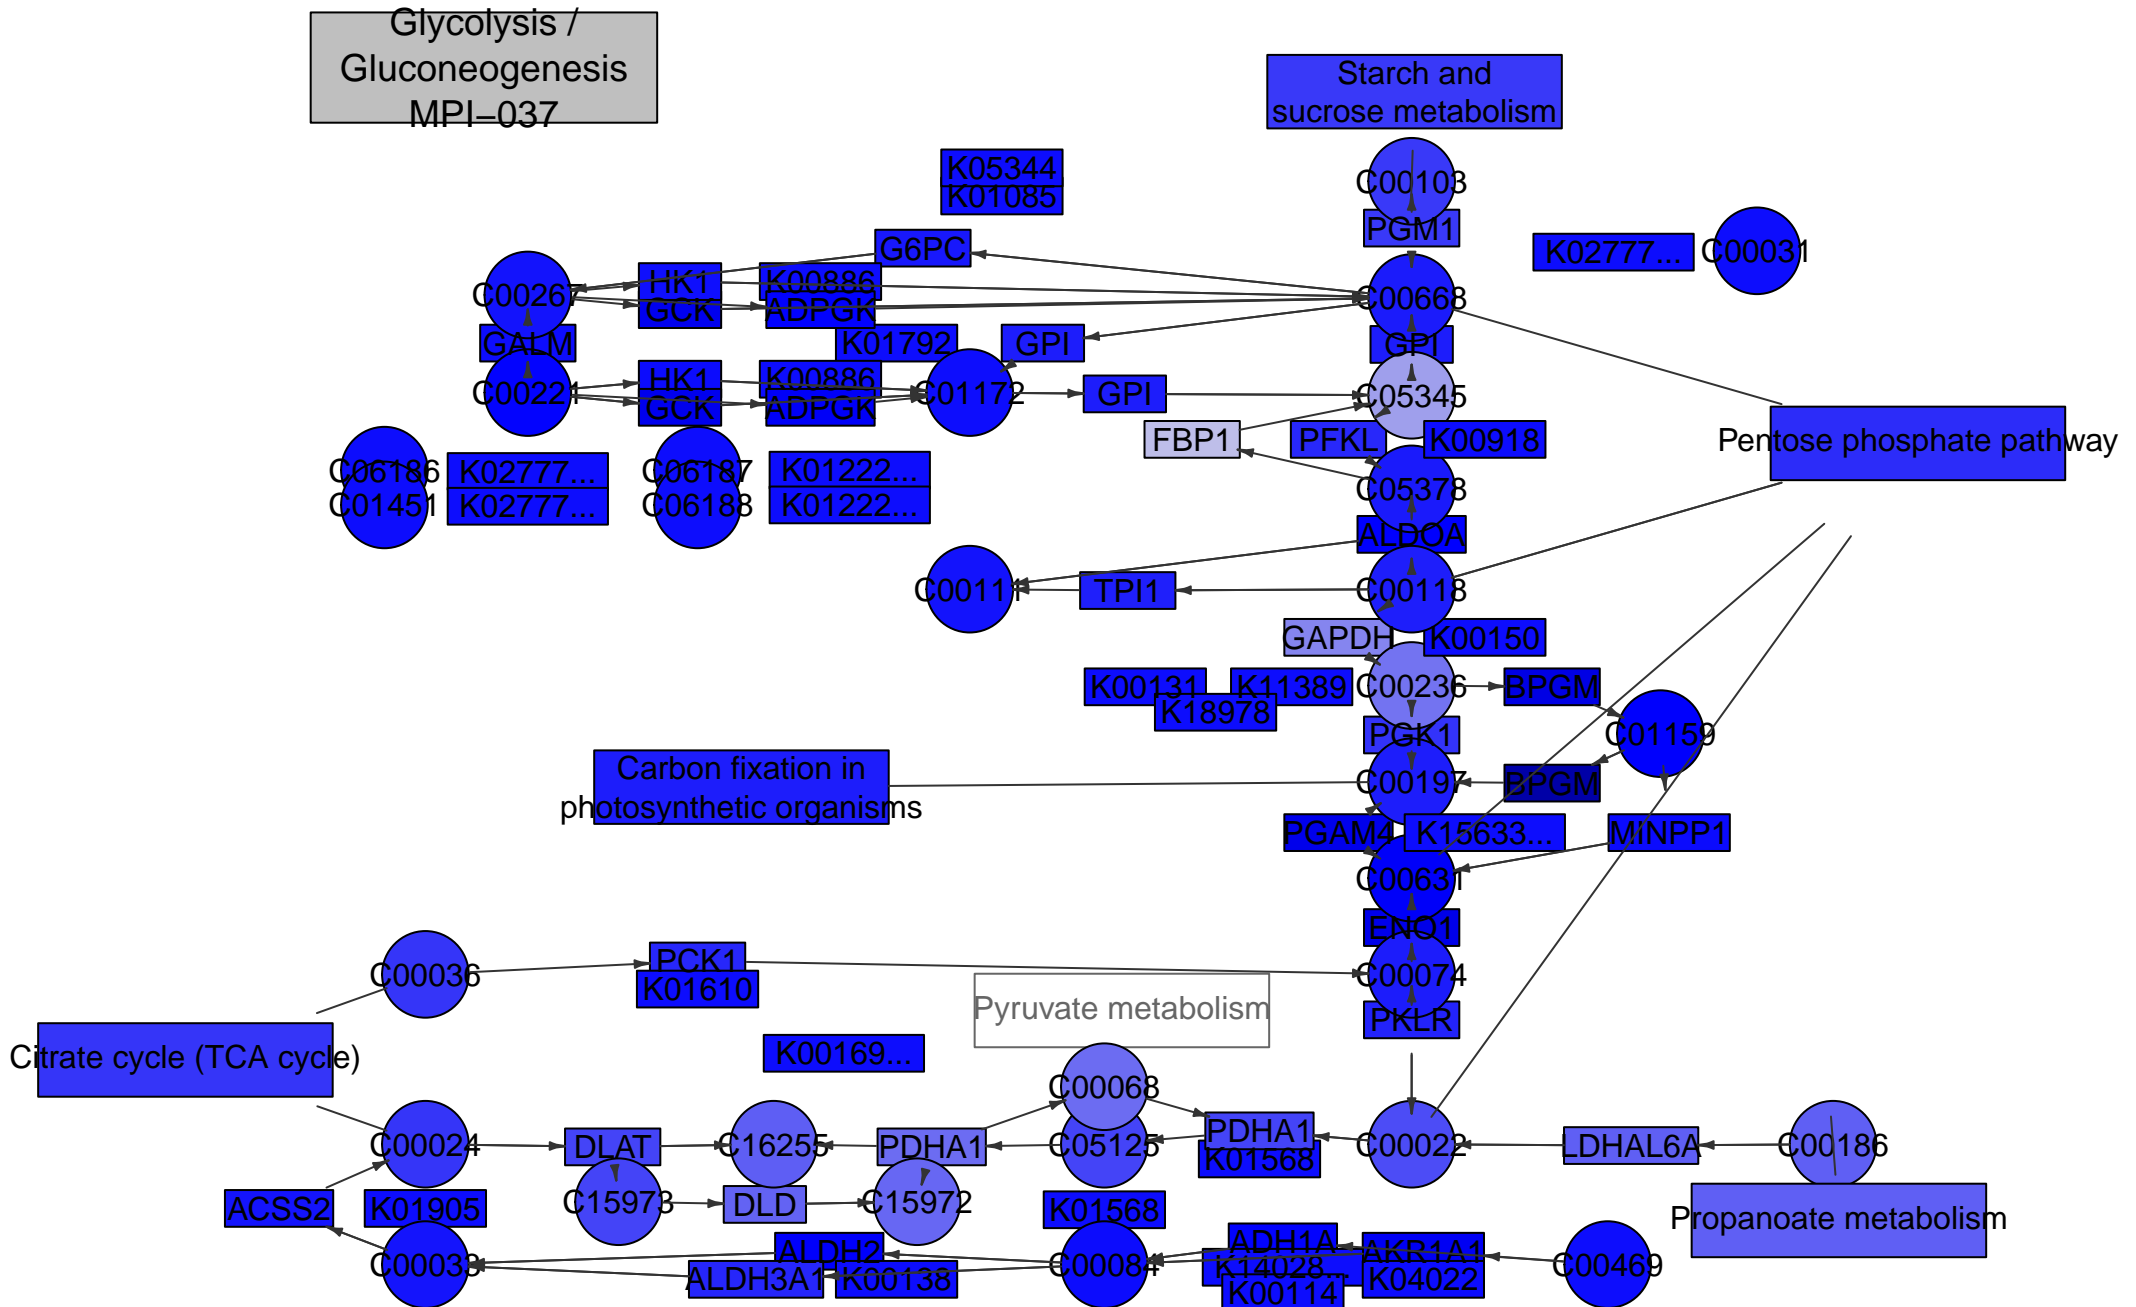 Glycolysis /
Gluconeogenesis
MPI−037
Starch and
sucrose metabolism
K05344
K01085
C00103
PGM1
G6PC
K02777...
C00031
C00267
HK1
K00886
GCK
ADPGK
C00668
GALM
K01792
GPI
GPI
C00221
HK1
K00886
GCK
ADPGK
C01172
GPI
C05345
FBP1
PFKL
K00918
Pentose phosphate pathway
C06186
K02777...
C06187
K01222...
C01451
K02777...
C06188
K01222...
C05378
ALDOA
C00111
TPI1
C00118
GAPDH
K00150
K00131
K11389
K18978
C00236
BPGM
PGK1
C01159
Carbon fixation in
photosynthetic organisms
C00197
BPGM
PGAM4
K15633...
MINPP1
C00631
ENO1
C00036
PCK1
K01610
C00074
Pyruvate metabolism
PKLR
Citrate cycle (TCA cycle)
K00169...
C00068
C00024
DLAT
C16255
PDHA1
C05125
PDHA1
K01568
C00022
LDHAL6A
C00186
ACSS2
K01905
C15973
DLD
C15972
K01568
Propanoate metabolism
C00033
ALDH2
ALDH3A1
K00138
C00084
ADH1A
K14028...
K00114
AKR1A1
K04022
C00469